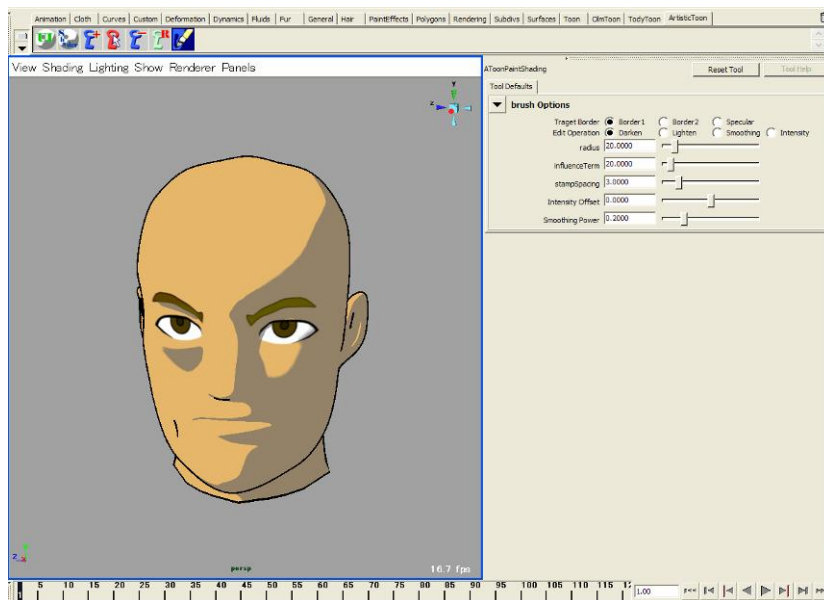 Animation Cloth Curves Custom Deformation Dynamics Fluids Fur General Hair PaintEffects Polygons Rendering Subdivs Surfaces Toon OlmToon TodyToon ArtisticToon
View Shading Lighting Show Renderer Panels
Y
Z
z
persp
16.7 fps
AToonPaintShading Reset Tool Tool Help
Tool Defaults
brush Options
Traget Border Border1 Border2 Specular
Edit Operation Darken Lighten Smoothing Intensity
radius 20.0000
influenceTerm 20.0000
stampSpacing 3.0000
Intensity Offset 0.0000
Smoothing Power 0.2000
5 10 15 20 25 30 35 40 45 50 55 60 65 70 75 80 85 90 95 100 105 110 115 1.00